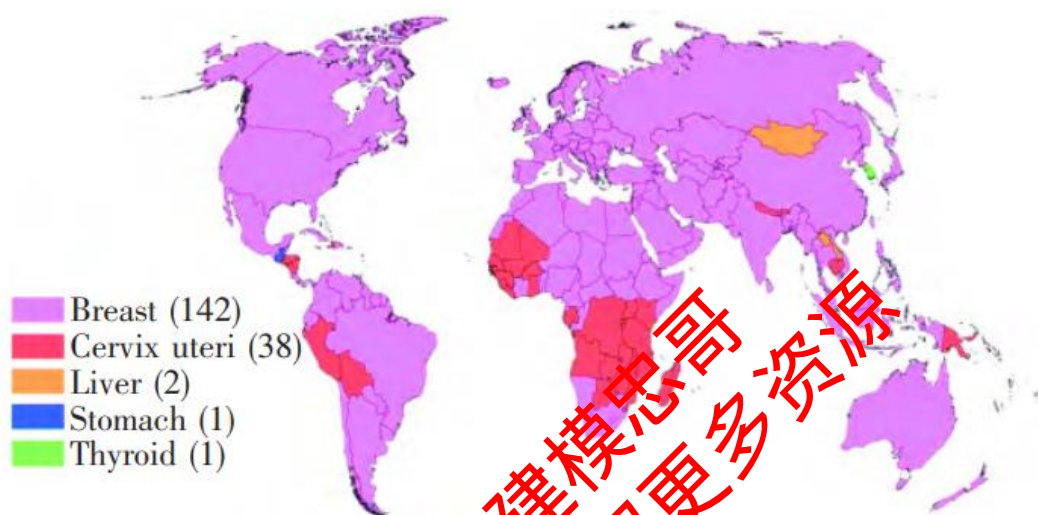 Breast (142)
Cervix uteri (38)
Liver (2)
Stomach (1)
Thyroid (1)
建模忠哥
更多资源